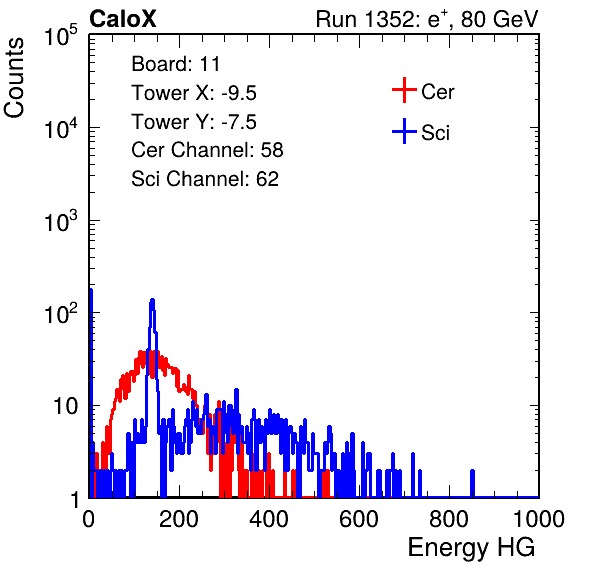 CaloX Run 1352: e⁺, 80 GeV
Counts
Board: 11
Tower X: -9.5
Tower Y: -7.5
Cer Channel: 58
Sci Channel: 62
Cer
Sci
10⁵
10⁴
10³
10²
10
1
0 200 400 600 800 1000
Energy HG